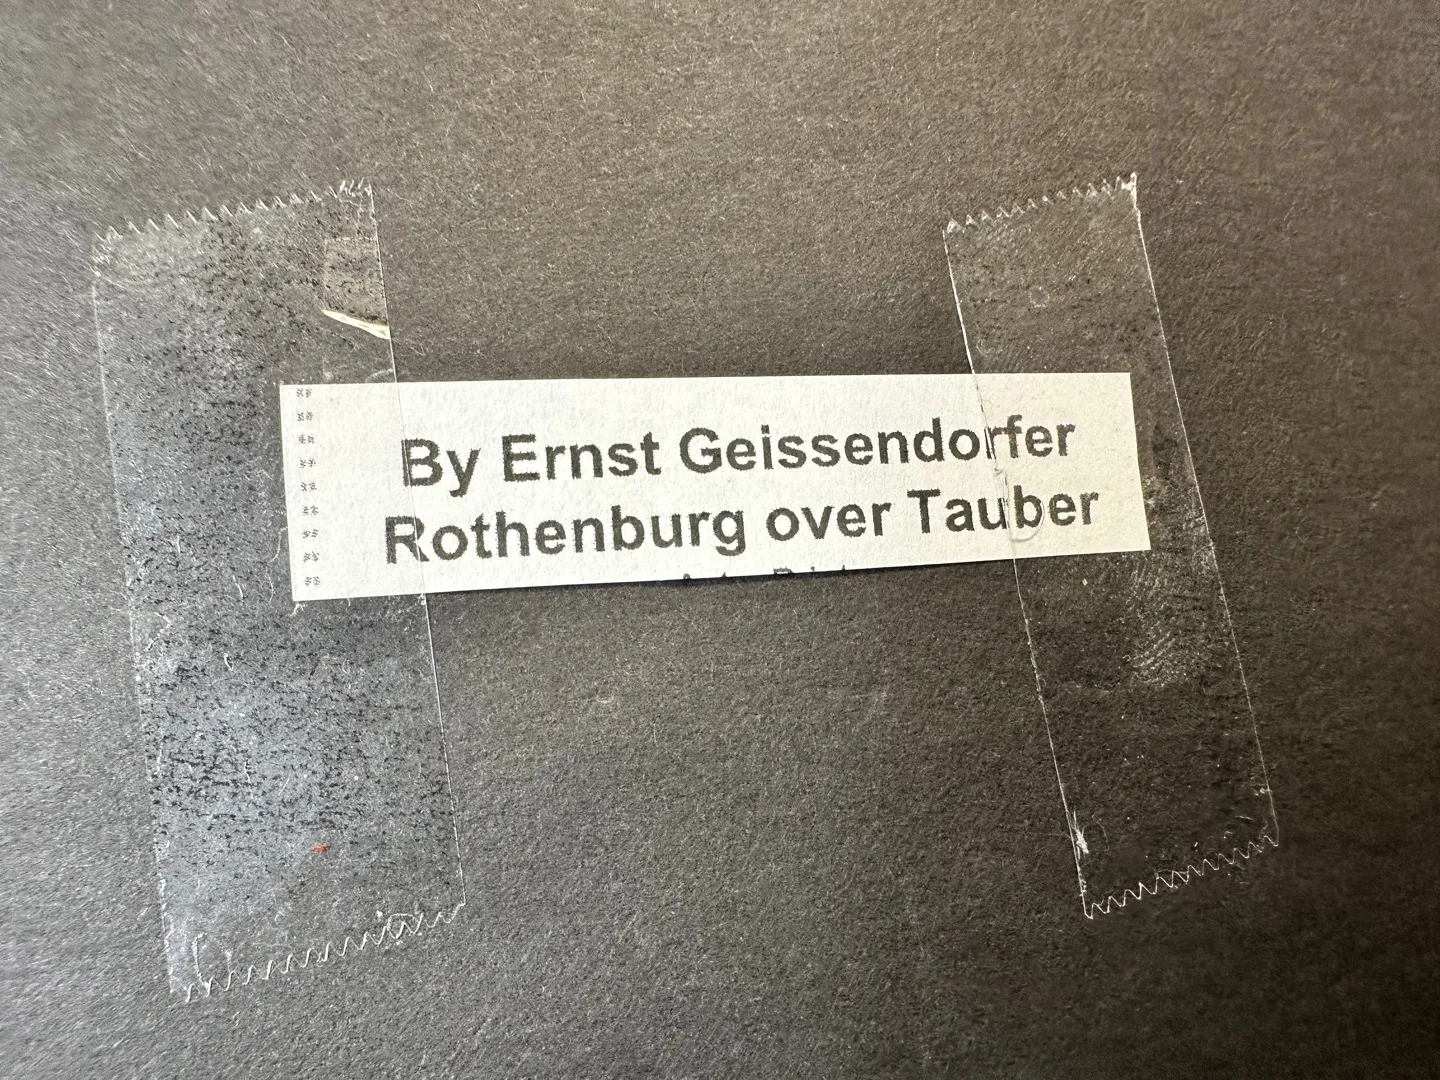 By Ernst Geissendorfer
Rothenburg over Tauber